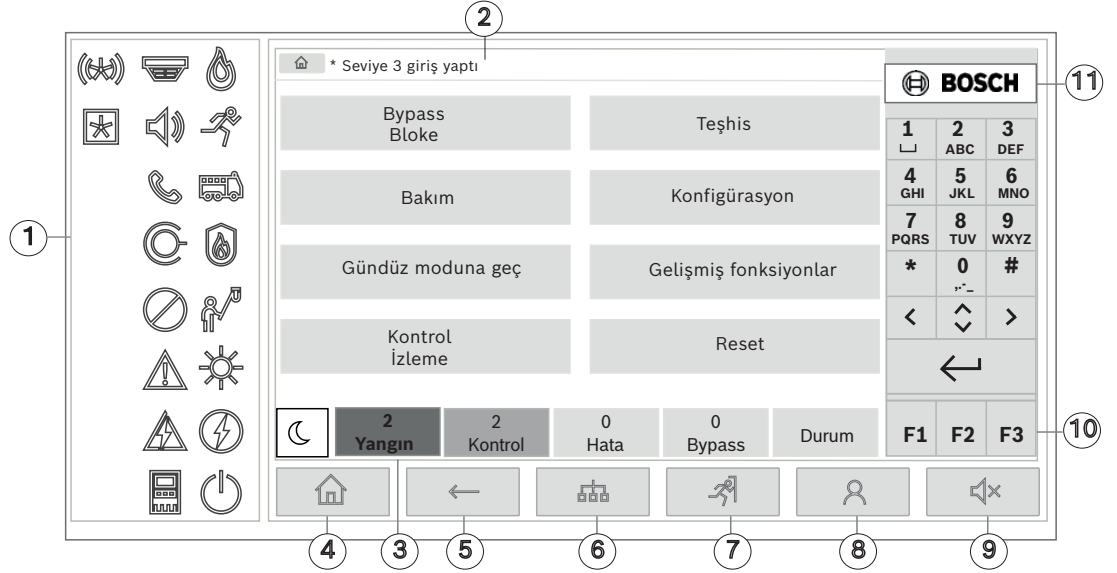 2
* Seviye 3 giriş yaptı
BOSCH
11
Bypass
Bloke
Teşhis
Bakım
Konfigürasyon
Gündüz moduna geç
Gelişmiş fonksiyonlar
Kontrol
İzleme
Reset
1
2
ABC
3
DEF
4
GHI
5
JKL
6
MNO
7
PQRS
8
TUV
9
WXYZ
*
0
,.-_
#
1
2
Yangın
2
Kontrol
0
Hata
0
Bypass
Durum
F1
F2
F3
10
4
3
5
6
7
8
9